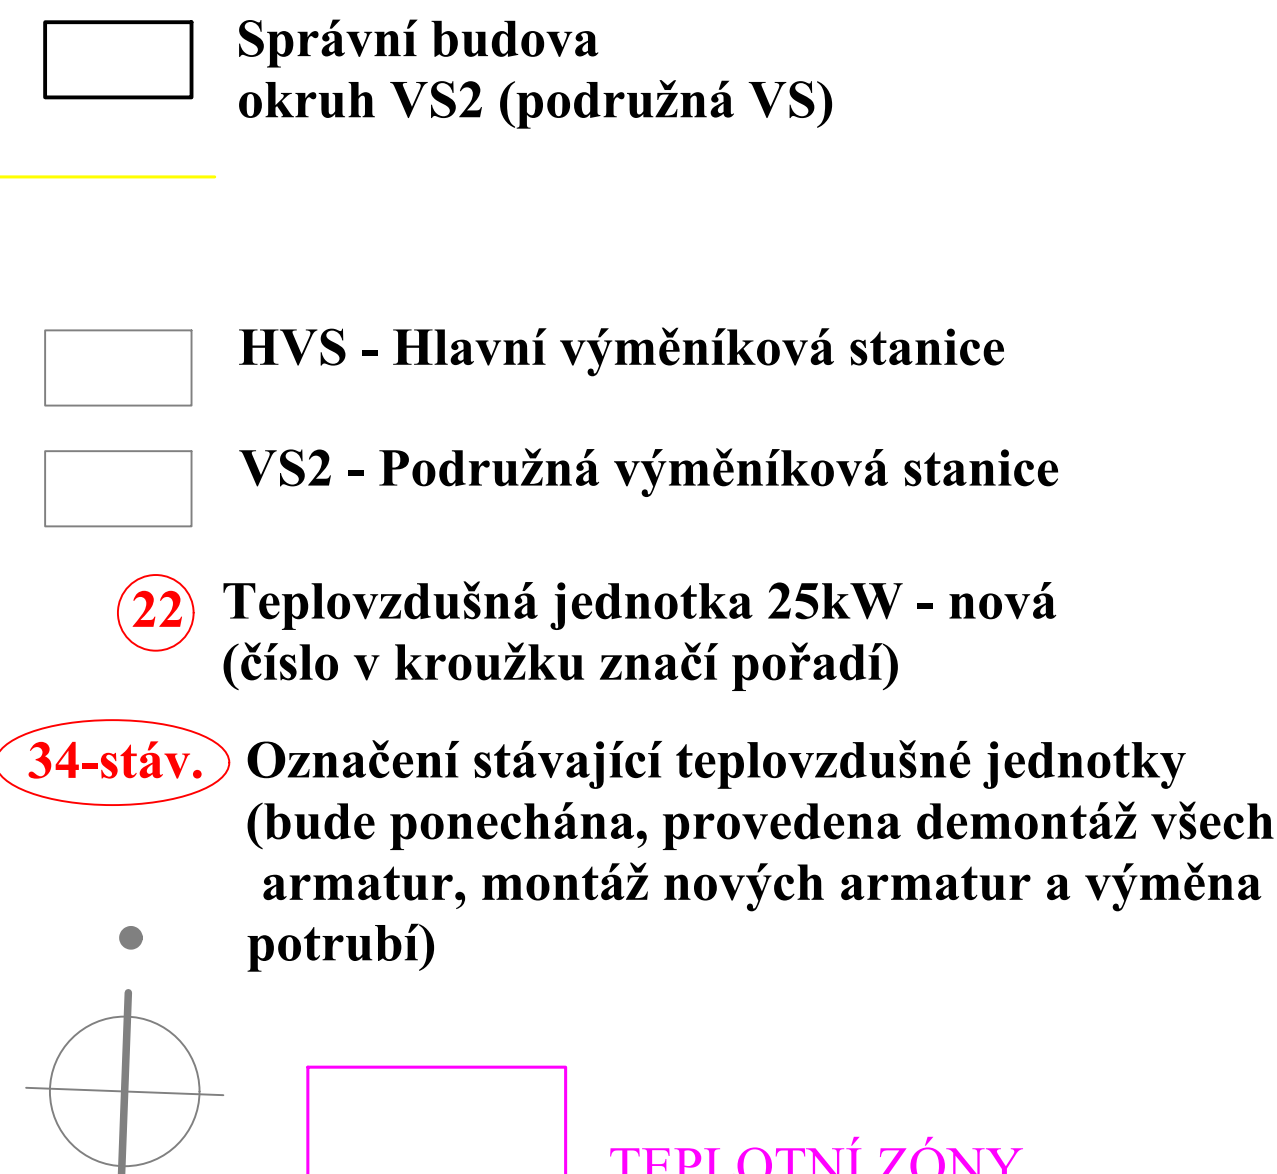 Správní budova
okruh VS2 (podružná VS)
HVS - Hlavní výměníková stanice
VS2 - Podružná výměníková stanice
22 Teplovzdušná jednotka 25kW - nová
(číslo v kroužku značí pořadí)
34-stáv. Označení stávající teplovzdušné jednotky
(bude ponechána, provedena demontáž všech
armatur, montáž nových armatur a výměna
potrubí)
TEPLOTNÍ ZÓNY